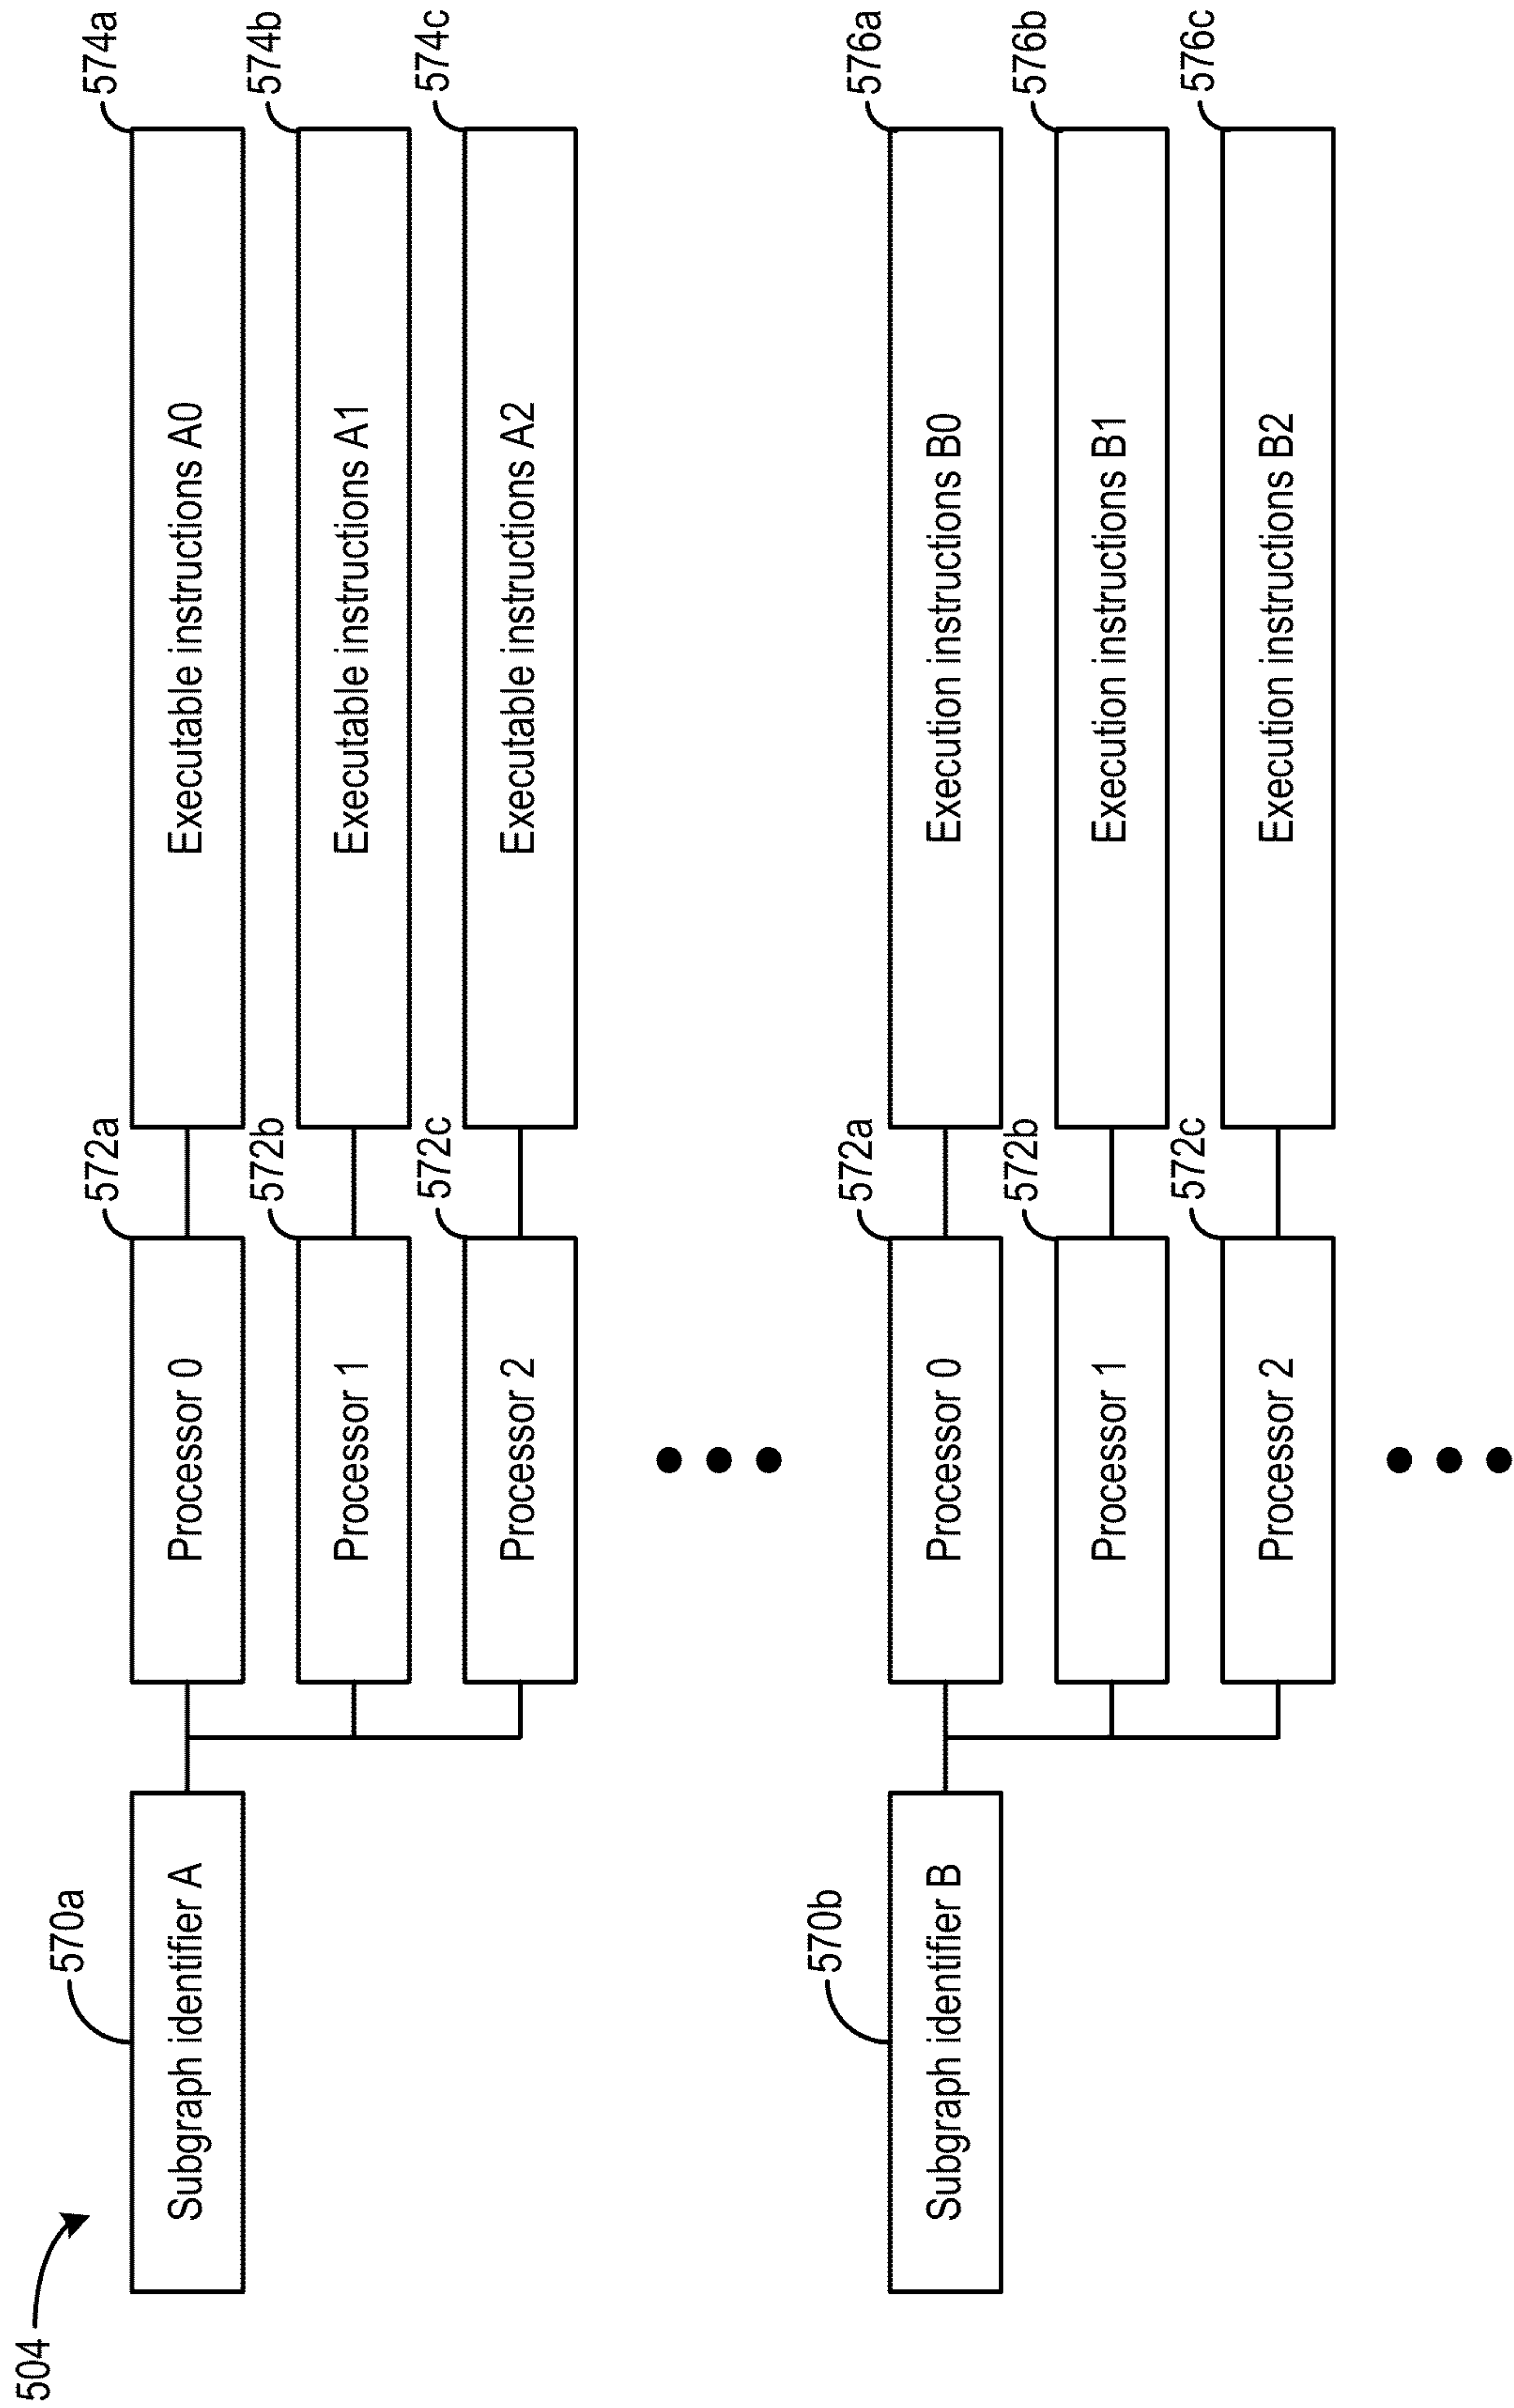 504
570a
572a
574a
Subgraph identifier A
Processor 0
Executable instructions A0
572b
574b
Processor 1
Executable instructions A1
572c
574c
Processor 2
Executable instructions A2
570b
572a
576a
Subgraph identifier B
Processor 0
Execution instructions B0
572b
576b
Processor 1
Execution instructions B1
572c
576c
Processor 2
Execution instructions B2